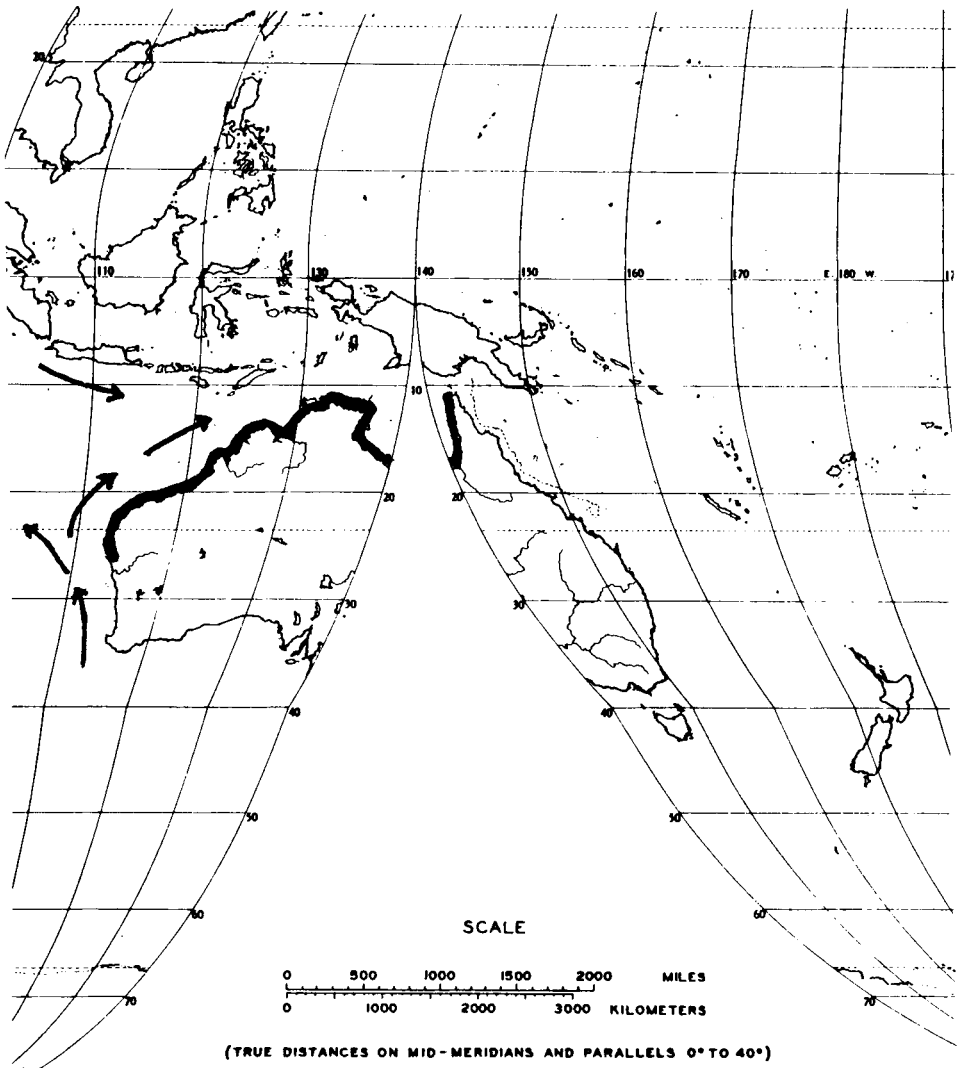 20
110 120 130 140 150 160 170 E. 180 W.
10
20 20
30 30
40 40
50 50
60 60
70 70
SCALE
0 500 1000 1500 2000 MILES
0 1000 2000 3000 KILOMETERS
(TRUE DISTANCES ON MID-MERIDIANS AND PARALLELS 0° TO 40°)